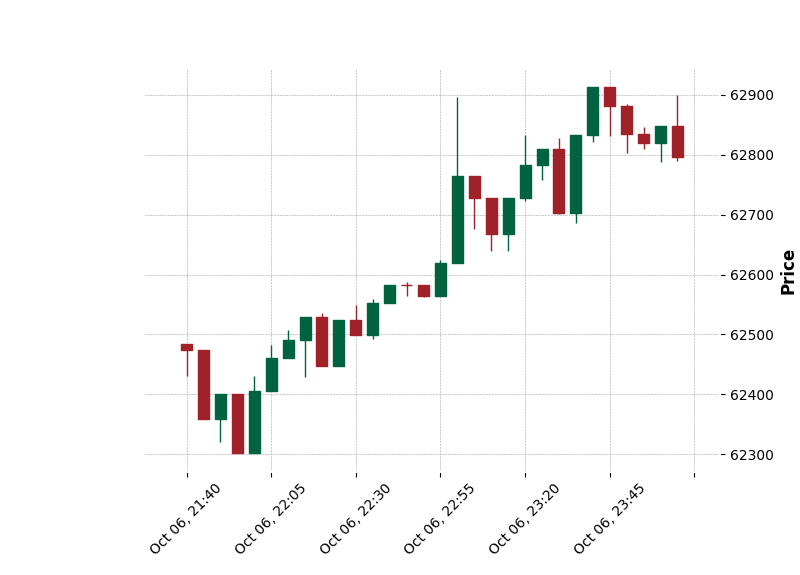 62900
62800
62700
62600
62500
62400
62300
Price
Oct 06, 21:40
Oct 06, 22:05
Oct 06, 22:30
Oct 06, 22:55
Oct 06, 23:20
Oct 06, 23:45